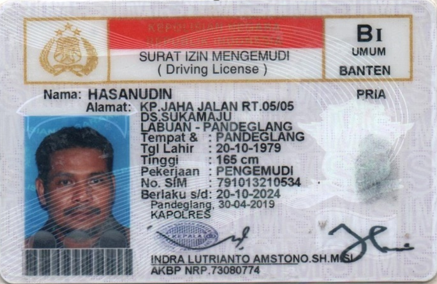 SURAT IZIN MENGEMUDI
( Driving License )
BI
UMUM
BANTEN
Nama: HASANUDIN
PRIA
Alamat: KP.JAHA JALAN RT.05/05
DS.SUKAMAJU
LABUAN - PANDEGLANG
Tempat & : PANDEGLANG
Tgl Lahir : 20-10-1979
Tinggi : 165 cm
Pekerjaan : PENGEMUDI
No. SIM : 791013210534
Berlaku s/d: 20-10-2024
Pandeglang, 30-04-2019
KAPOLRES
INDRA LUTRIANTO AMSTONO.SH.M.SI
AKBP NRP.73080774